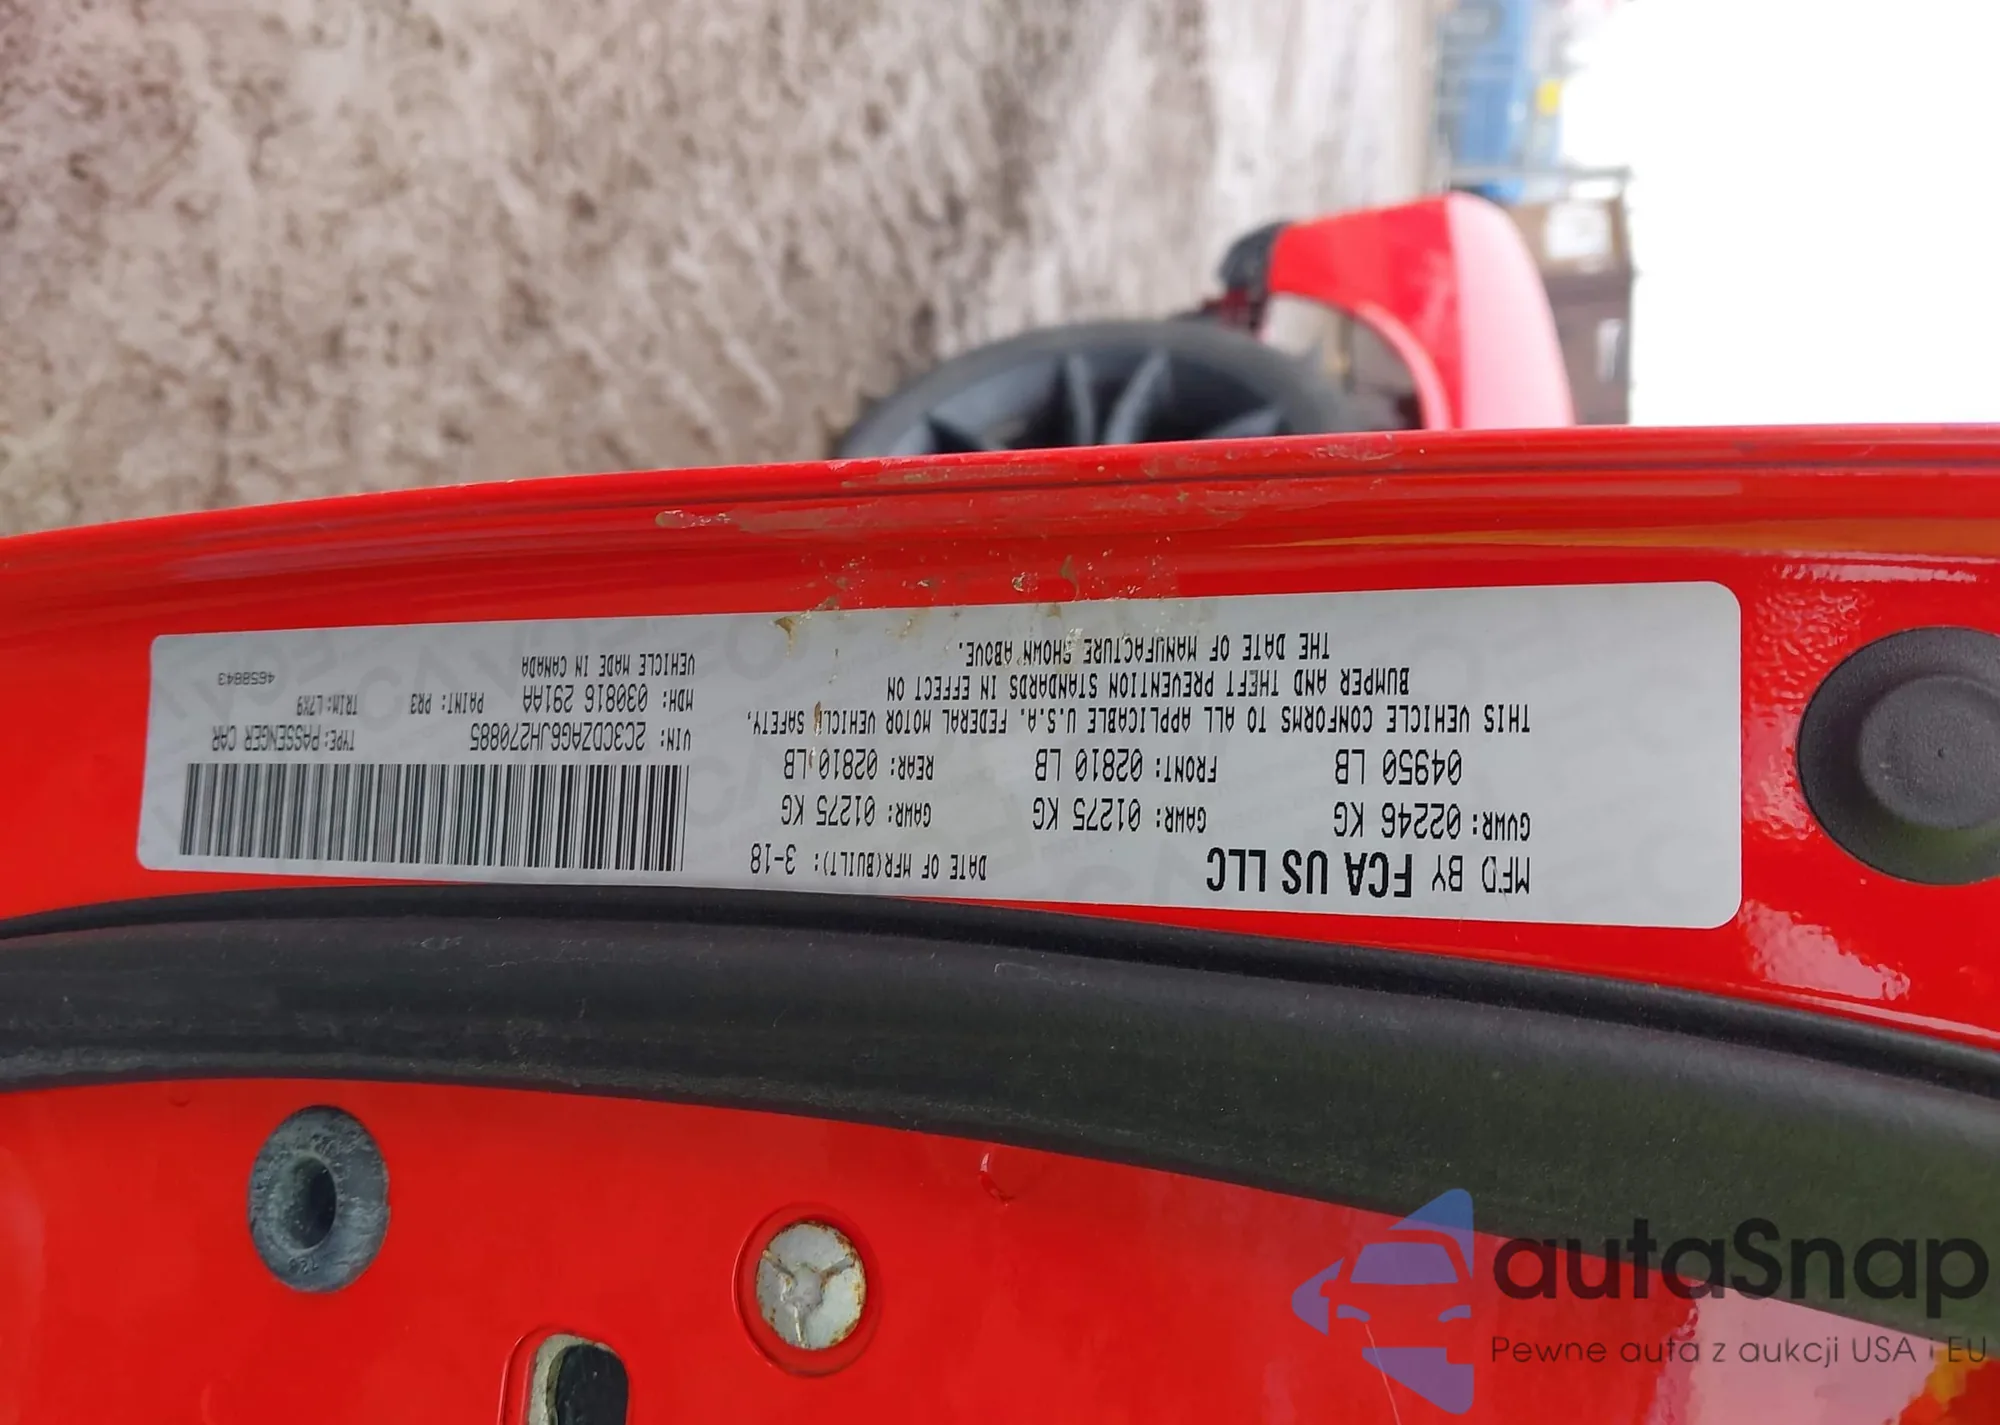 MFD BY FCA US LLC
DATE OF MFR(BUILT): 3-18
GVWR: 02246 KG
GAWR: 01275 KG
GAWR: 01275 KG
04950 LB
FRONT: 02810 LB
REAR: 02810 LB
THIS VEHICLE CONFORMS TO ALL APPLICABLE U.S.A. FEDERAL MOTOR VEHICLE SAFETY,
BUMPER AND THEFT PREVENTION STANDARDS IN EFFECT ON
THE DATE OF MANUFACTURE SHOWN ABOVE.
VIN: 2C3CDZAG6JH270885
TYPE: PASSENGER CAR
MDH: 030816 291AA
PAINT: PR3
TRIM: L7X9
VEHICLE MADE IN CANADA
4658843
autaSnap
Pewne auta z aukcji USA i EU